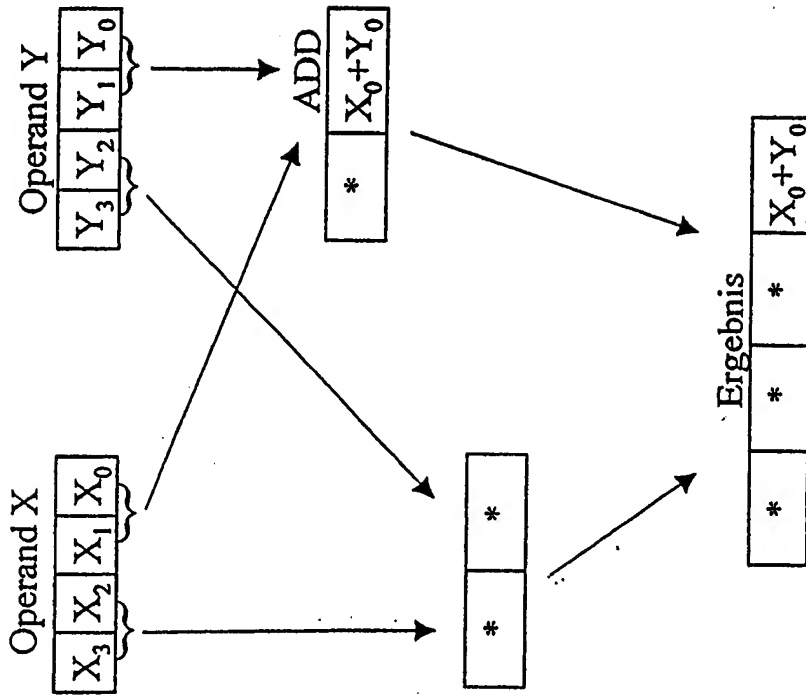 Operand X
X₃ X₂ X₁ X₀
Operand Y
Y₃ Y₂ Y₁ Y₀
ADD
* X₀+Y₀
* *
Ergebnis
* * * X₀+Y₀